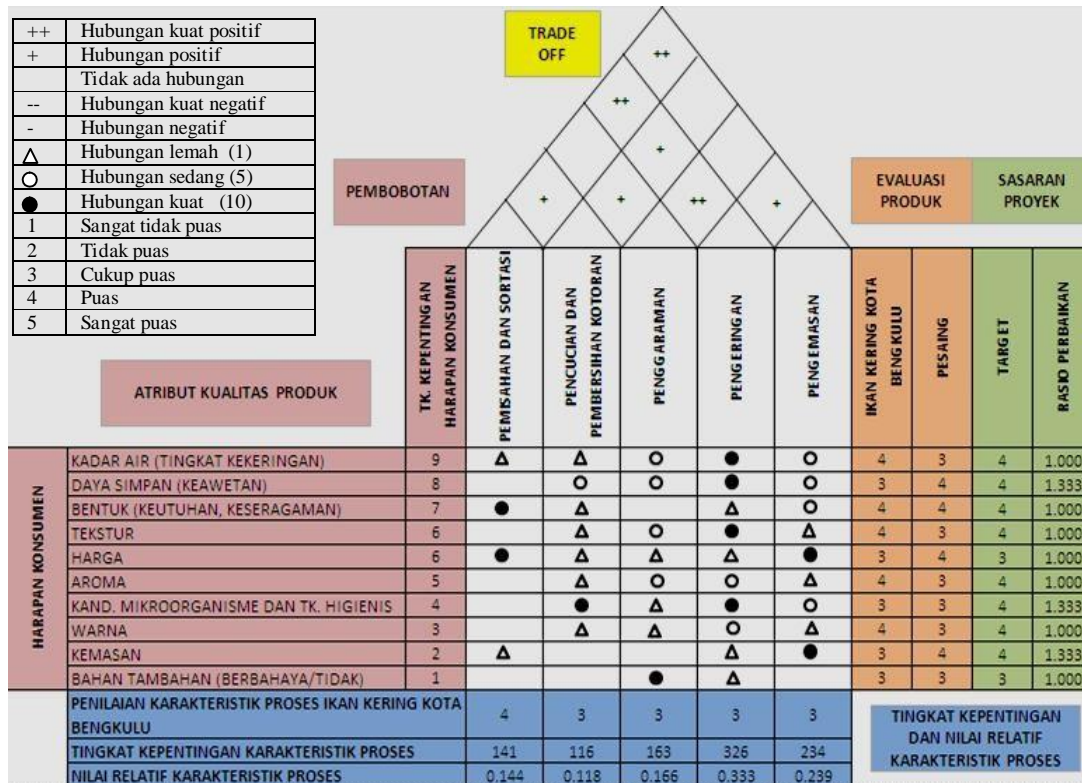 ++ Hubungan kuat positif
+ Hubungan positif
Tidak ada hubungan
-- Hubungan kuat negatif
- Hubungan negatif
△ Hubungan lemah (1)
○ Hubungan sedang (5)
● Hubungan kuat (10)
1 Sangat tidak puas
2 Tidak puas
3 Cukup puas
4 Puas
5 Sangat puas
TRADE
OFF
++
++
+
+ + ++ +
PEMBOBOTAN
EVALUASI
PRODUK
SASARAN
PROYEK
ATRIBUT KUALITAS PRODUK
TK. KEPENTINGAN
HARAPAN KONSUMEN
PEMISAHAN DAN SORTASI
PENCUCIAN DAN
PEMBERSIHAN KOTORAN
PENGGARAMAN
PENGERINGAN
PENGEMASAN
IKAN KERING KOTA
BENGKULU
PESAING
TARGET
RASIO PERBAIKAN
HARAPAN KONSUMEN
KADAR AIR (TINGKAT KEKERINGAN) 9 △ △ ○ ● ○ 4 3 4 1.000
DAYA SIMPAN (KEAWETAN) 8 ○ ○ ● ○ 3 4 4 1.333
BENTUK (KEUTUHAN, KESERAGAMAN) 7 ● △ △ ○ 4 4 4 1.000
TEKSTUR 6 △ ○ ● △ 4 3 4 1.000
HARGA 6 ● △ △ △ ● 3 4 3 1.000
AROMA 5 △ ○ ○ △ 4 3 4 1.000
KAND. MIKROORGANISME DAN TK. HIGIENIS 4 ● △ ● ○ 3 3 4 1.333
WARNA 3 △ △ ○ △ 4 3 4 1.000
KEMASAN 2 △ △ ● 3 4 4 1.333
BAHAN TAMBAHAN (BERBAHAYA/TIDAK) 1 ● △ 3 3 3 1.000
PENILAIAN KARAKTERISTIK PROSES IKAN KERING KOTA
BENGKULU 4 3 3 3 3
TINGKAT KEPENTINGAN KARAKTERISTIK PROSES 141 116 163 326 234
NILAI RELATIF KARAKTERISTIK PROSES 0.144 0.118 0.166 0.333 0.239
TINGKAT KEPENTINGAN
DAN NILAI RELATIF
KARAKTERISTIK PROSES